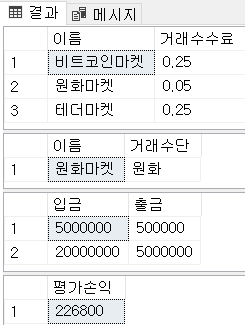 결과 메시지
이름 거래수수료
1 비트코인마켓 0,25
2 원화마켓 0,05
3 테더마켓 0,25
이름 거래수단
1 원화마켓 원화
입금 출금
1 5000000 500000
2 20000000 5000000
평가손익
1 226800